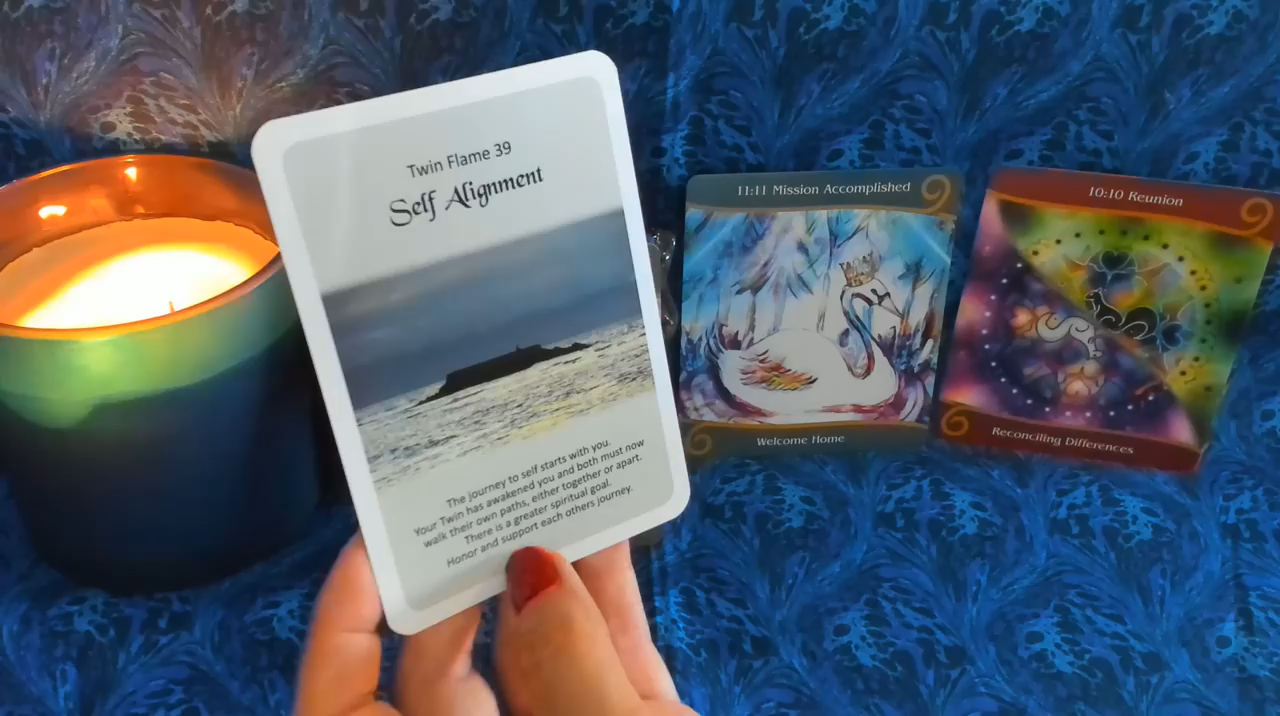 Twin Flame 39
Self Alignment
The journey to self starts with you.
Your Twin has awakened you and both must now
walk their own paths, either together or apart.
There is a greater spiritual goal.
Honor and support each others journey.
11:11 Mission Accomplished
Welcome Home
10:10 Reunion
Reconciling Differences